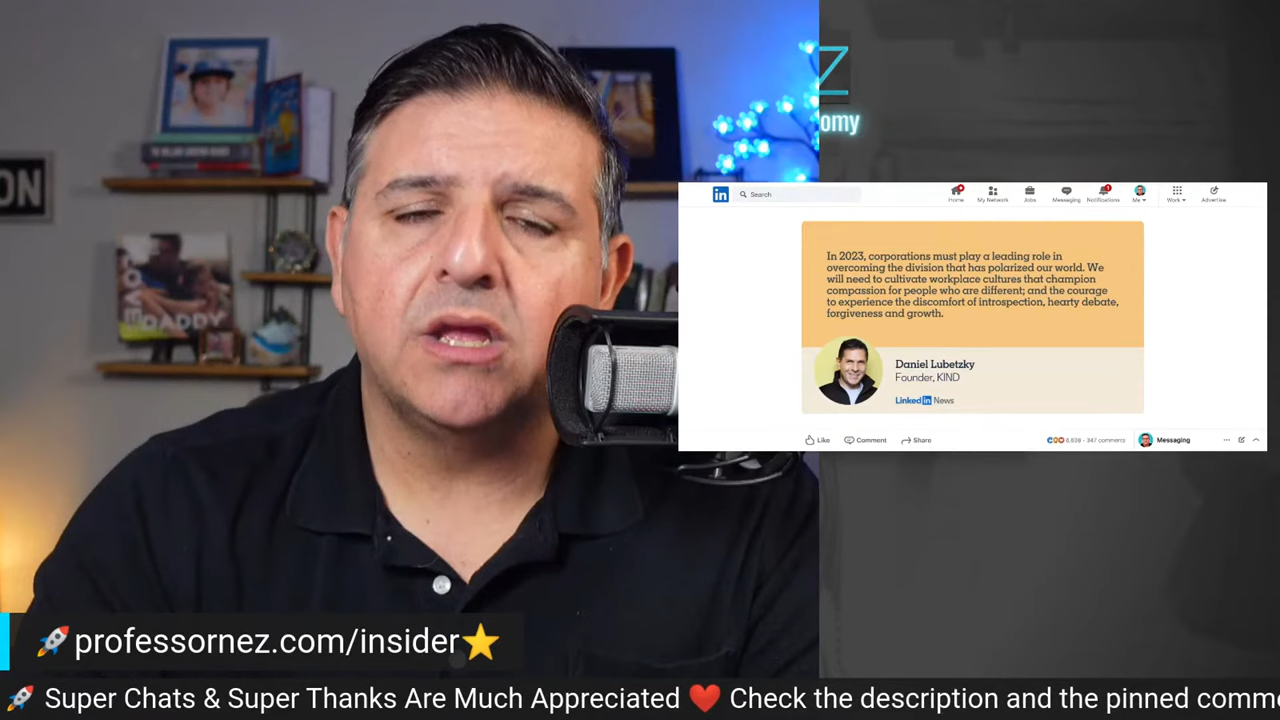 ON
Z
omy
DADDY
in
Search
Home
My Network
Jobs
Messaging
Notifications
Me
Work
Advertise
In 2023, corporations must play a leading role in
overcoming the division that has polarized our world. We
will need to cultivate workplace cultures that champion
compassion for people who are different; and the courage
to experience the discomfort of introspection, hearty debate,
forgiveness and growth.
Daniel Lubetzky
Founder, KIND
Linked in News
Like
Comment
Share
347 comments
Messaging
🚀professornez.com/insider⭐
🚀 Super Chats & Super Thanks Are Much Appreciated ❤️ Check the description and the pinned comme